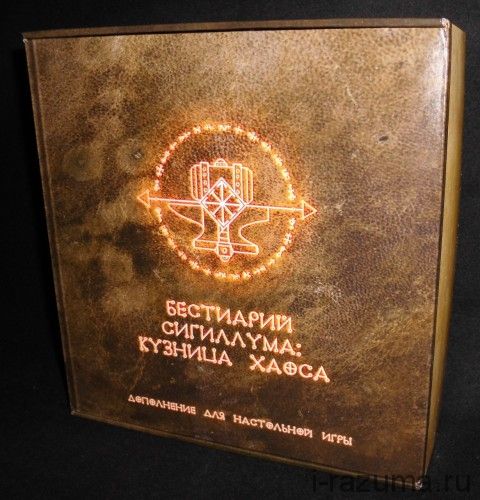 БЕСТИАРИЙ
СИГИЛЛУМА:
КУЗНИЦА ХАОСА
ДОПОЛНЕНИЕ ДЛЯ НАСТОЛЬНОЙ ИГРЫ
i-razuma.ru